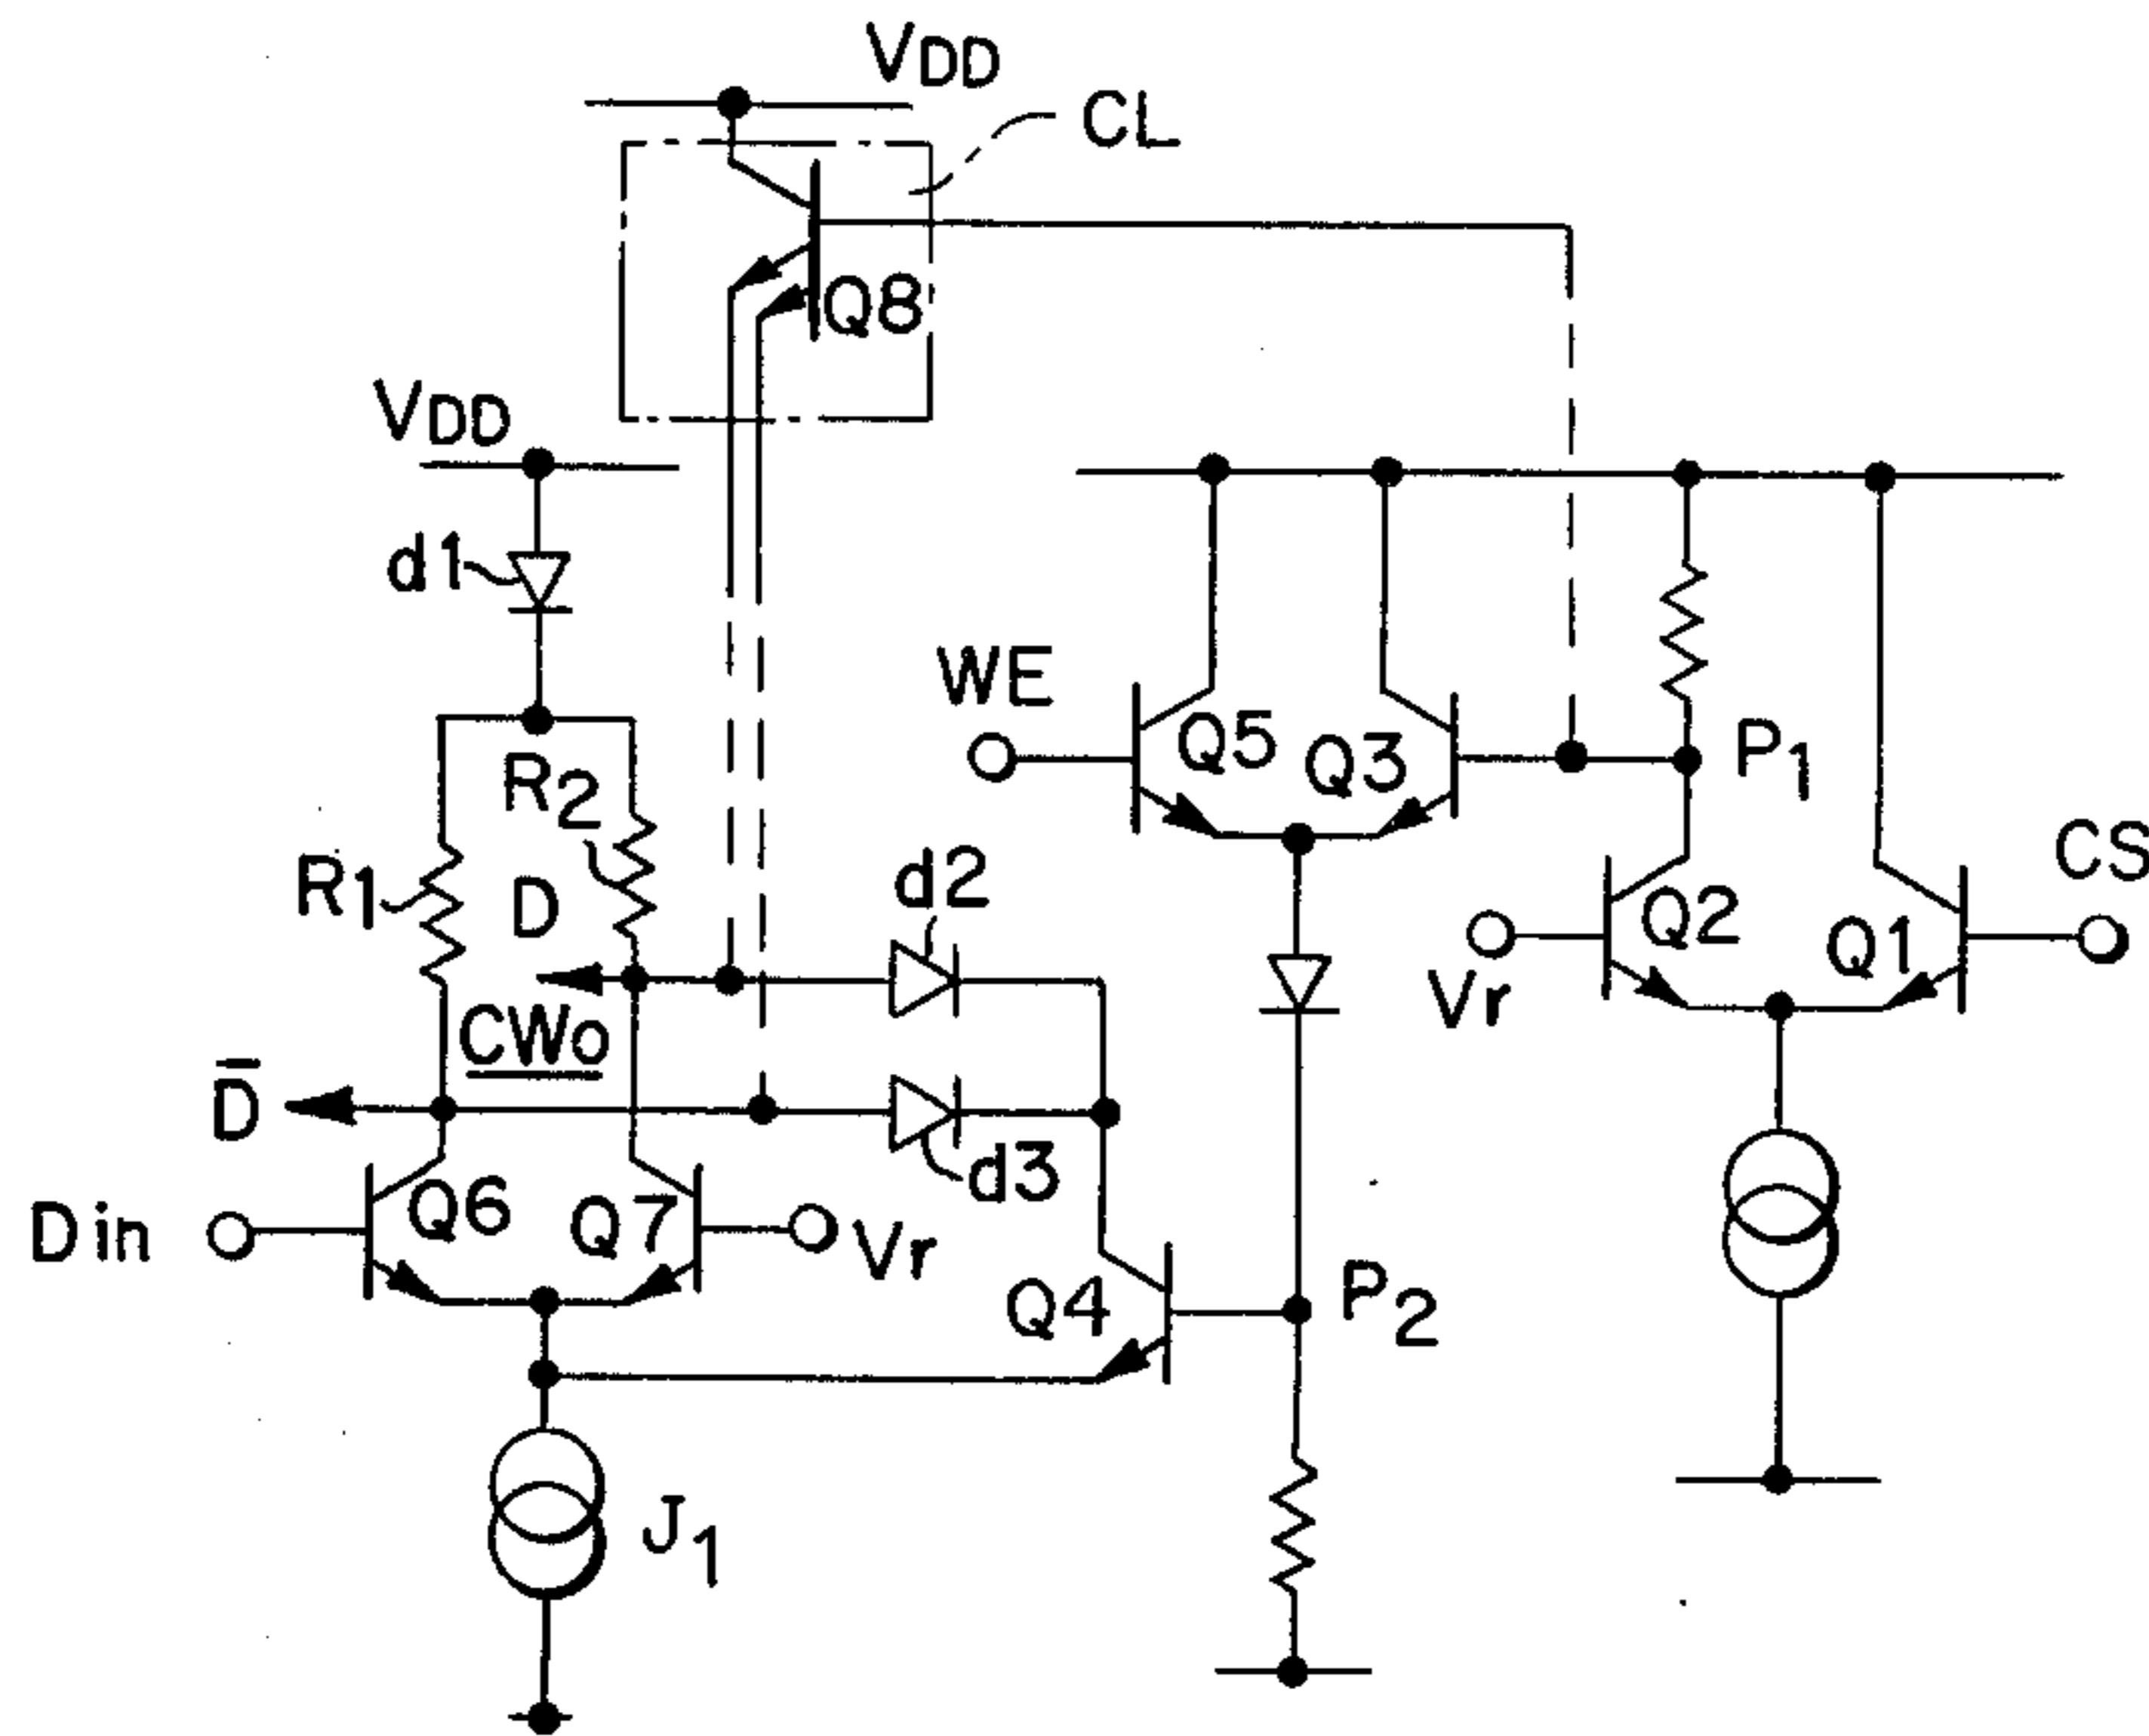 VDD
CL
Q8
VDD
d1
WE
Q5
Q3
P1
R2
R1
D
d2
CS
Q2
Q1
Vr
CWo
D̅
d3
Din
Q6
Q7
Vr
Q4
P2
J1